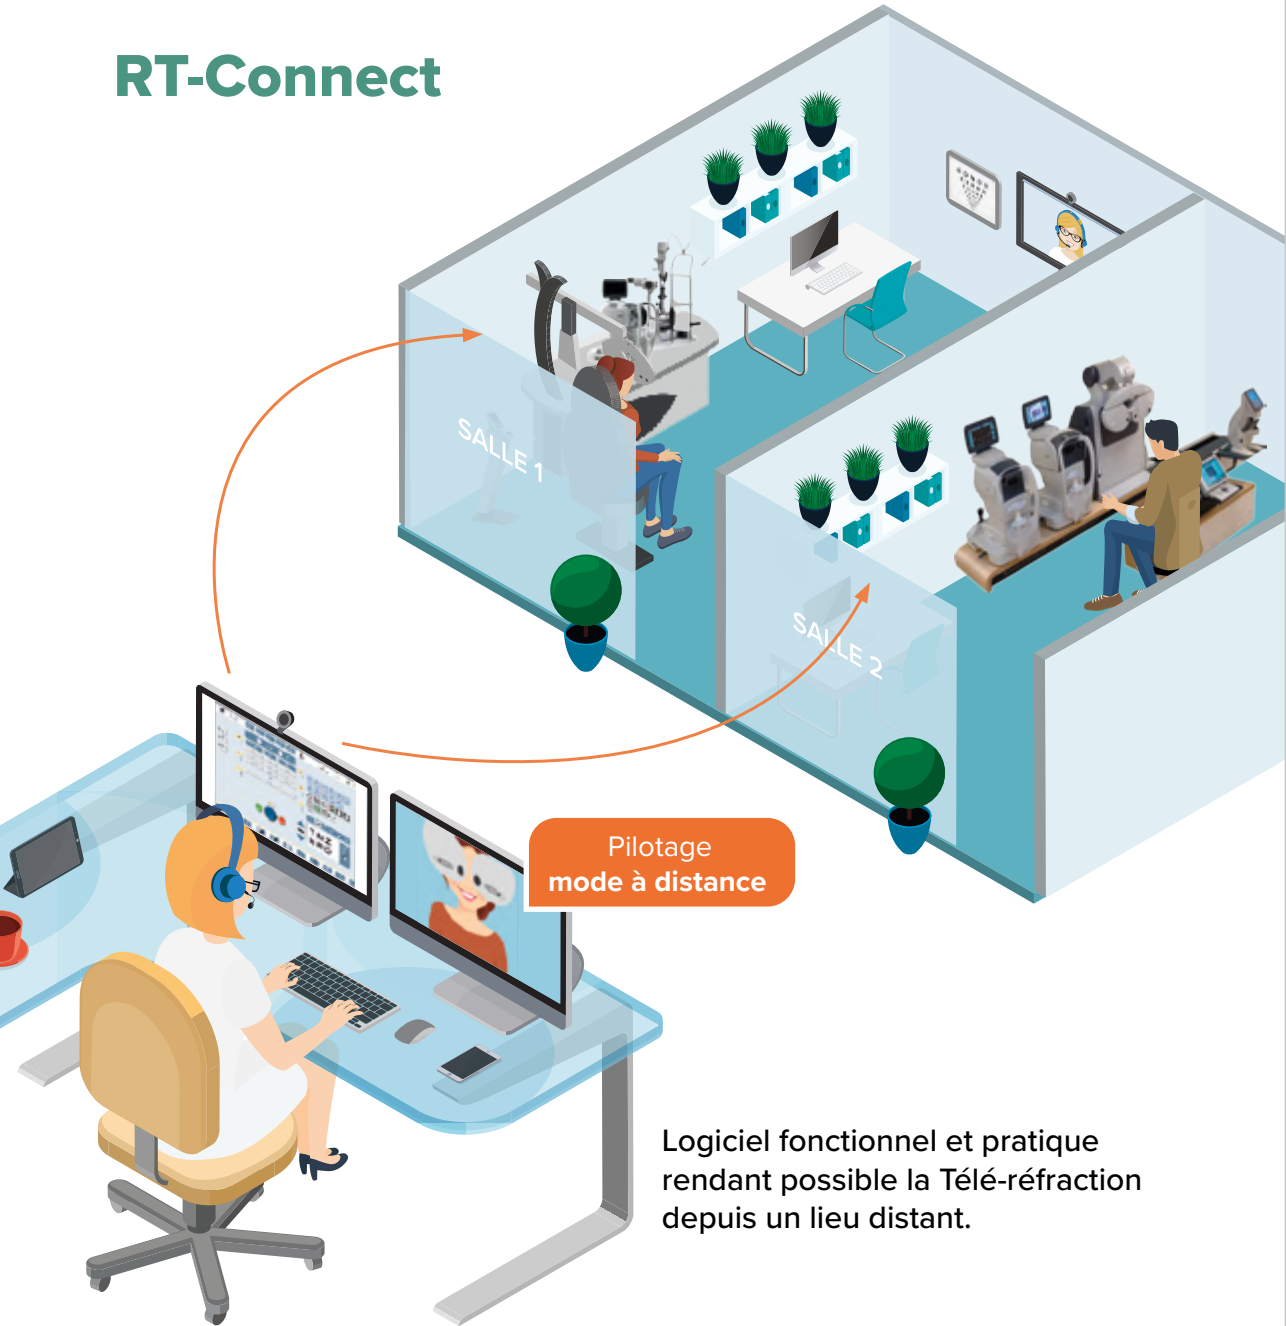 RT-Connect
SALLE 1
SALLE 2
Pilotage
mode à distance
Logiciel fonctionnel et pratique
rendant possible la Télé-réfraction
depuis un lieu distant.